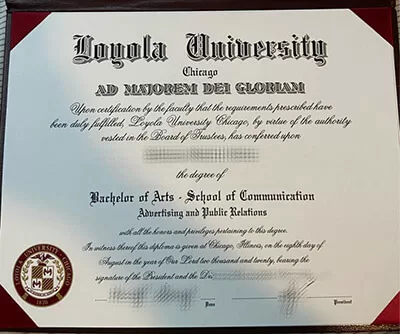 Loyola University
Chicago
AD MAJOREM DEI GLORIAM
Upon certification by the faculty that the requirements prescribed have
been duly fulfilled, Loyola University Chicago, by virtue of the authority
vested in the Board of Trustees, has conferred upon
the degree of
Bachelor of Arts - School of Communication
Advertising and Public Relations
with all the honors and privileges pertaining to this degree.
In witness thereof this diploma is given at Chicago, Illinois, on the eighth day of
August in the year of Our Lord two thousand and twenty, bearing the
signature of the President and the
Dean
President
LOYOLA UNIVERSITY CHICAGO
1870